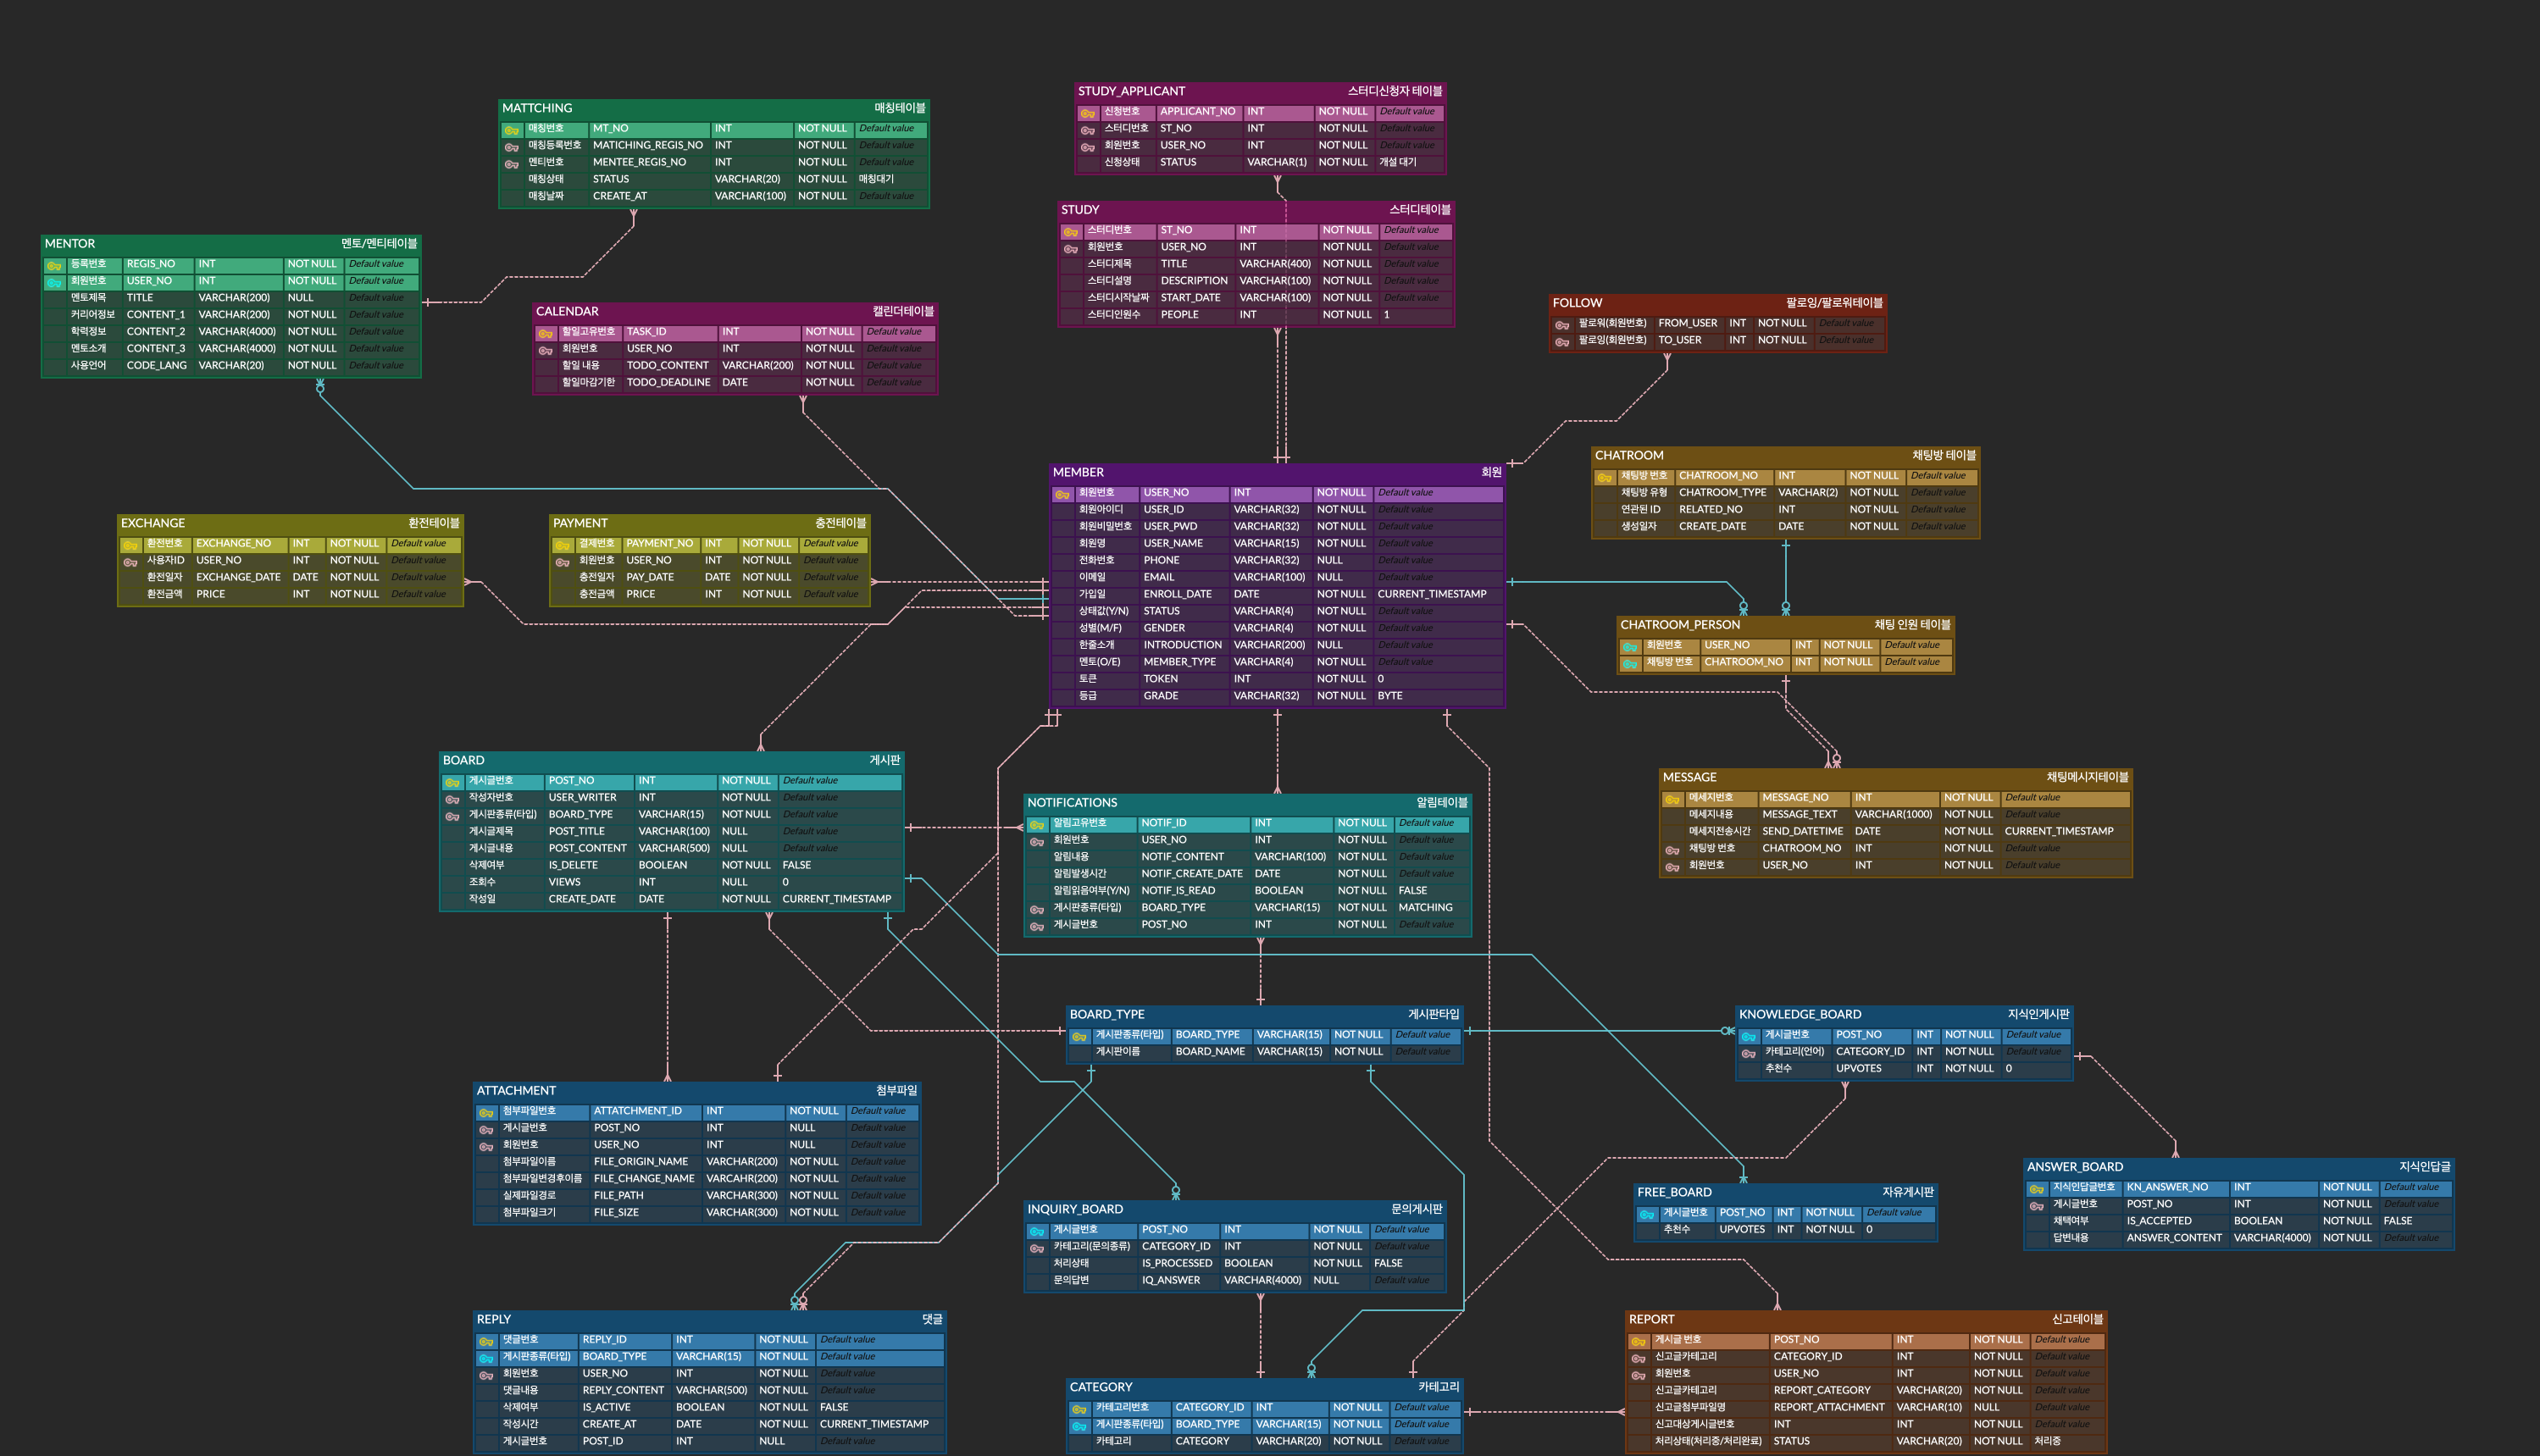 STUDY_APPLICANT 스터디신청자 테이블
신청번호 APPLICANT_NO INT NOT NULL Default value
스터디번호 ST_NO INT NOT NULL Default value
회원번호 USER_NO INT NOT NULL Default value
신청상태 STATUS VARCHAR(1) NOT NULL 개설 대기
MATTCHING 매칭테이블
매칭번호 MT_NO INT NOT NULL Default value
매칭등록번호 MATICHING_REGIS_NO INT NOT NULL Default value
멘티번호 MENTEE_REGIS_NO INT NOT NULL Default value
매칭상태 STATUS VARCHAR(20) NOT NULL 매칭대기
매칭날짜 CREATE_AT VARCHAR(100) NOT NULL Default value
STUDY 스터디테이블
스터디번호 ST_NO INT NOT NULL Default value
회원번호 USER_NO INT NOT NULL Default value
스터디제목 TITLE VARCHAR(400) NOT NULL Default value
스터디설명 DESCRIPTION VARCHAR(100) NOT NULL Default value
스터디시작날짜 START_DATE VARCHAR(100) NOT NULL Default value
스터디인원수 PEOPLE INT NOT NULL 1
MENTOR 멘토/멘티테이블
등록번호 REGIS_NO INT NOT NULL Default value
회원번호 USER_NO INT NOT NULL Default value
멘토제목 TITLE VARCHAR(200) NULL Default value
커리어정보 CONTENT_1 VARCHAR(200) NOT NULL Default value
학력정보 CONTENT_2 VARCHAR(4000) NOT NULL Default value
멘토소개 CONTENT_3 VARCHAR(4000) NOT NULL Default value
사용언어 CODE_LANG VARCHAR(20) NOT NULL Default value
CALENDAR 캘린더테이블
할일고유번호 TASK_ID INT NOT NULL Default value
회원번호 USER_NO INT NOT NULL Default value
할일 내용 TODO_CONTENT VARCHAR(200) NOT NULL Default value
할일마감기한 TODO_DEADLINE DATE NOT NULL Default value
FOLLOW 팔로잉/팔로워테이블
팔로워(회원번호) FROM_USER INT NOT NULL Default value
팔로잉(회원번호) TO_USER INT NOT NULL Default value
CHATROOM 채팅방 테이블
채팅방 번호 CHATROOM_NO INT NOT NULL Default value
채팅방 유형 CHATROOM_TYPE VARCHAR(2) NOT NULL Default value
연관된 ID RELATED_NO INT NOT NULL Default value
생성일자 CREATE_DATE DATE NOT NULL Default value
MEMBER 회원
회원번호 USER_NO INT NOT NULL Default value
회원아이디 USER_ID VARCHAR(32) NOT NULL Default value
회원비밀번호 USER_PWD VARCHAR(32) NOT NULL Default value
회원명 USER_NAME VARCHAR(15) NOT NULL Default value
전화번호 PHONE VARCHAR(32) NULL Default value
이메일 EMAIL VARCHAR(100) NULL Default value
가입일 ENROLL_DATE DATE NOT NULL CURRENT_TIMESTAMP
상태값(Y/N) STATUS VARCHAR(4) NOT NULL Default value
성별(M/F) GENDER VARCHAR(4) NOT NULL Default value
한줄소개 INTRODUCTION VARCHAR(200) NULL Default value
멘토(O/E) MEMBER_TYPE VARCHAR(4) NOT NULL Default value
토큰 TOKEN INT NOT NULL 0
등급 GRADE VARCHAR(32) NOT NULL BYTE
EXCHANGE 환전테이블
환전번호 EXCHANGE_NO INT NOT NULL Default value
사용자ID USER_NO INT NOT NULL Default value
환전일자 EXCHANGE_DATE DATE NOT NULL Default value
환전금액 PRICE INT NOT NULL Default value
PAYMENT 충전테이블
결제번호 PAYMENT_NO INT NOT NULL Default value
회원번호 USER_NO INT NOT NULL Default value
충전일자 PAY_DATE DATE NOT NULL Default value
충전금액 PRICE INT NOT NULL Default value
CHATROOM_PERSON 채팅 인원 테이블
회원번호 USER_NO INT NOT NULL Default value
채팅방 번호 CHATROOM_NO INT NOT NULL Default value
BOARD 게시판
게시글번호 POST_NO INT NOT NULL Default value
작성자번호 USER_WRITER INT NOT NULL Default value
게시판종류(타입) BOARD_TYPE VARCHAR(15) NOT NULL Default value
게시글제목 POST_TITLE VARCHAR(100) NULL Default value
게시글내용 POST_CONTENT VARCHAR(500) NULL Default value
삭제여부 IS_DELETE BOOLEAN NOT NULL FALSE
조회수 VIEWS INT NULL 0
작성일 CREATE_DATE DATE NOT NULL CURRENT_TIMESTAMP
MESSAGE 채팅메시지테이블
메세지번호 MESSAGE_NO INT NOT NULL Default value
메세지내용 MESSAGE_TEXT VARCHAR(1000) NOT NULL Default value
메세지전송시간 SEND_DATETIME DATE NOT NULL CURRENT_TIMESTAMP
채팅방 번호 CHATROOM_NO INT NOT NULL Default value
회원번호 USER_NO INT NOT NULL Default value
NOTIFICATIONS 알림테이블
알림고유번호 NOTIF_ID INT NOT NULL Default value
회원번호 USER_NO INT NOT NULL Default value
알림내용 NOTIF_CONTENT VARCHAR(100) NOT NULL Default value
알림발생시간 NOTIF_CREATE_DATE DATE NOT NULL Default value
알림읽음여부(Y/N) NOTIF_IS_READ BOOLEAN NOT NULL FALSE
게시판종류(타입) BOARD_TYPE VARCHAR(15) NOT NULL MATCHING
게시글번호 POST_NO INT NOT NULL Default value
BOARD_TYPE 게시판타입
게시판종류(타입) BOARD_TYPE VARCHAR(15) NOT NULL Default value
게시판이름 BOARD_NAME VARCHAR(15) NOT NULL Default value
KNOWLEDGE_BOARD 지식인게시판
게시글번호 POST_NO INT NOT NULL Default value
카테고리(언어) CATEGORY_ID INT NOT NULL Default value
추천수 UPVOTES INT NOT NULL 0
ATTACHMENT 첨부파일
첨부파일번호 ATTATCHMENT_ID INT NOT NULL Default value
게시글번호 POST_NO INT NULL Default value
회원번호 USER_NO INT NULL Default value
첨부파일이름 FILE_ORIGIN_NAME VARCHAR(200) NOT NULL Default value
첨부파일변경후이름 FILE_CHANGE_NAME VARCAHR(200) NOT NULL Default value
실제파일경로 FILE_PATH VARCHAR(300) NOT NULL Default value
첨부파일크기 FILE_SIZE VARCHAR(300) NOT NULL Default value
ANSWER_BOARD 지식인답글
지식인답글번호 KN_ANSWER_NO INT NOT NULL Default value
게시글번호 POST_NO INT NOT NULL Default value
채택여부 IS_ACCEPTED BOOLEAN NOT NULL FALSE
답변내용 ANSWER_CONTENT VARCHAR(4000) NOT NULL Default value
FREE_BOARD 자유게시판
게시글번호 POST_NO INT NOT NULL Default value
추천수 UPVOTES INT NOT NULL 0
INQUIRY_BOARD 문의게시판
게시글번호 POST_NO INT NOT NULL Default value
카테고리(문의종류) CATEGORY_ID INT NOT NULL Default value
처리상태 IS_PROCESSED BOOLEAN NOT NULL FALSE
문의답변 IQ_ANSWER VARCHAR(4000) NULL Default value
REPLY 댓글
댓글번호 REPLY_ID INT NOT NULL Default value
게시판종류(타입) BOARD_TYPE VARCHAR(15) NOT NULL Default value
회원번호 USER_NO INT NOT NULL Default value
댓글내용 REPLY_CONTENT VARCHAR(500) NOT NULL Default value
삭제여부 IS_ACTIVE BOOLEAN NOT NULL FALSE
작성시간 CREATE_AT DATE NOT NULL CURRENT_TIMESTAMP
게시글번호 POST_ID INT NULL Default value
REPORT 신고테이블
게시글 번호 POST_NO INT NOT NULL Default value
신고글카테고리 CATEGORY_ID INT NOT NULL Default value
회원번호 USER_NO INT NOT NULL Default value
신고글카테고리 REPORT_CATEGORY VARCHAR(20) NOT NULL Default value
신고글첨부파일명 REPORT_ATTACHMENT VARCHAR(10) NULL Default value
신고대상게시글번호 INT INT NOT NULL Default value
처리상태(처리중/처리완료) STATUS VARCHAR(20) NOT NULL 처리중
CATEGORY 카테고리
카테고리번호 CATEGORY_ID INT NOT NULL Default value
게시판종류(타입) BOARD_TYPE VARCHAR(15) NOT NULL Default value
카테고리 CATEGORY VARCHAR(20) NOT NULL Default value